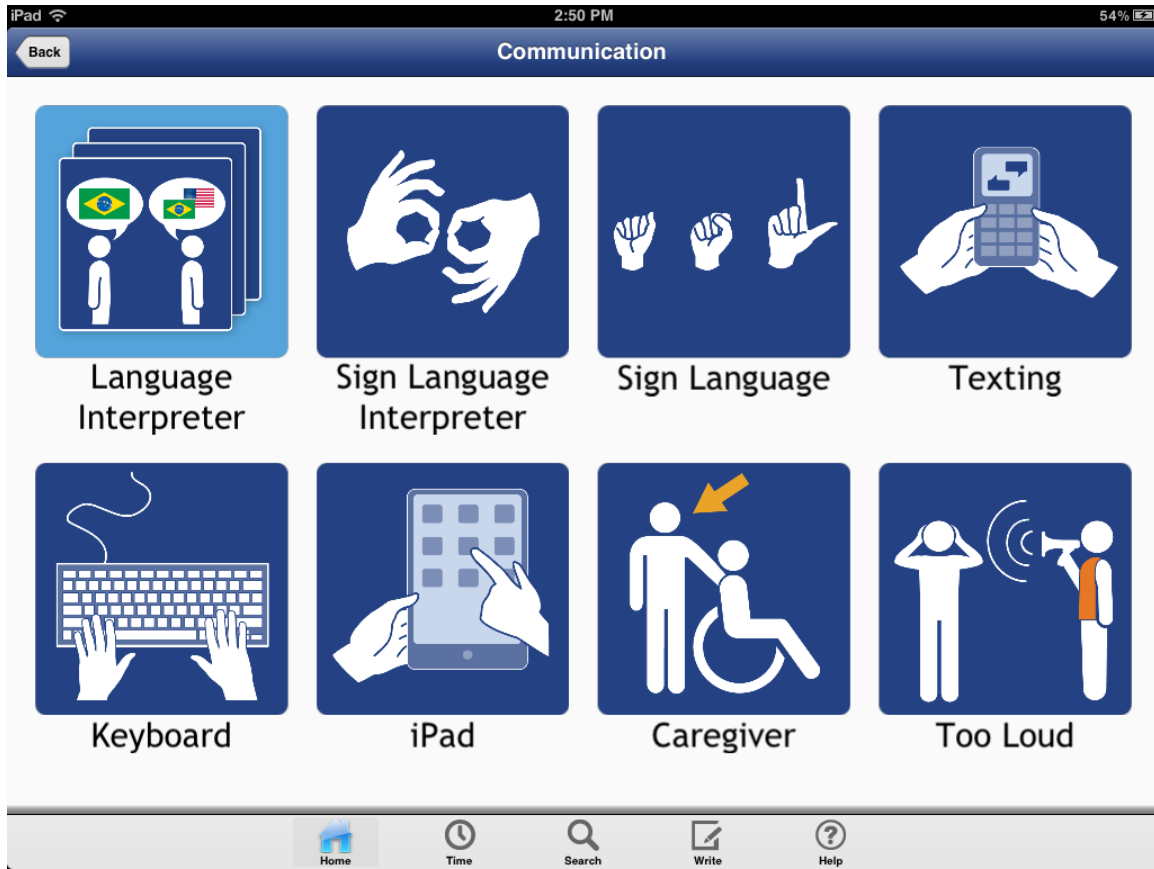 iPad 2:50 PM 54%
Back Communication
Language Interpreter
Sign Language Interpreter
Sign Language
Texting
Keyboard
iPad
Caregiver
Too Loud
Home Time Search Write Help